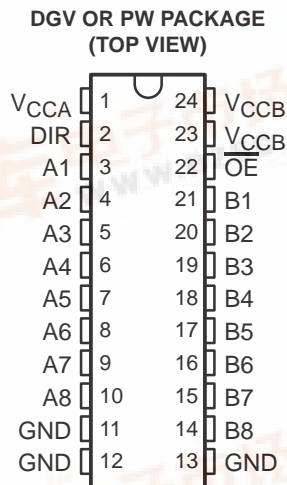 DGV OR PW PACKAGE
(TOP VIEW)
VCCA 1 24 VCCB
DIR 2 23 VCCB
A1 3 22 OE
A2 4 21 B1
A3 5 20 B2
A4 6 19 B3
A5 7 18 B4
A6 8 17 B5
A7 9 16 B6
A8 10 15 B7
GND 11 14 B8
GND 12 13 GND